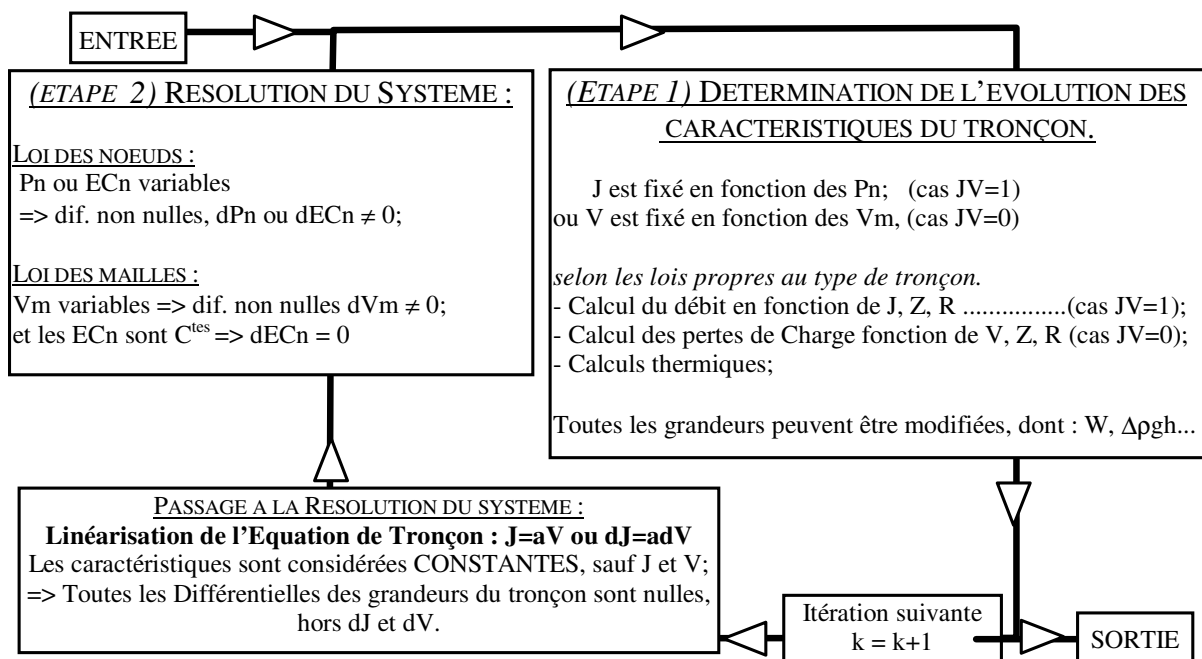 ENTREE
(ETAPE 2) RESOLUTION DU SYSTEME :
LOI DES NOEUDS :
Pn ou ECn variables
=> dif. non nulles, dPn ou dECn ≠ 0;
LOI DES MAILLES :
Vm variables => dif. non nulles dVm ≠ 0;
et les ECn sont Ctes => dECn = 0
(ETAPE 1) DETERMINATION DE L'EVOLUTION DES
CARACTERISTIQUES DU TRONÇON.
J est fixé en fonction des Pn; (cas JV=1)
ou V est fixé en fonction des Vm, (cas JV=0)
selon les lois propres au type de tronçon.
- Calcul du débit en fonction de J, Z, R .................(cas JV=1);
- Calcul des pertes de Charge fonction de V, Z, R (cas JV=0);
- Calculs thermiques;
Toutes les grandeurs peuvent être modifiées, dont : W, Δρgh...
PASSAGE A LA RESOLUTION DU SYSTEME :
Linéarisation de l'Equation de Tronçon : J=aV ou dJ=adV
Les caractéristiques sont considérées CONSTANTES, sauf J et V;
=> Toutes les Différentielles des grandeurs du tronçon sont nulles,
hors dJ et dV.
Itération suivante
k = k+1
SORTIE